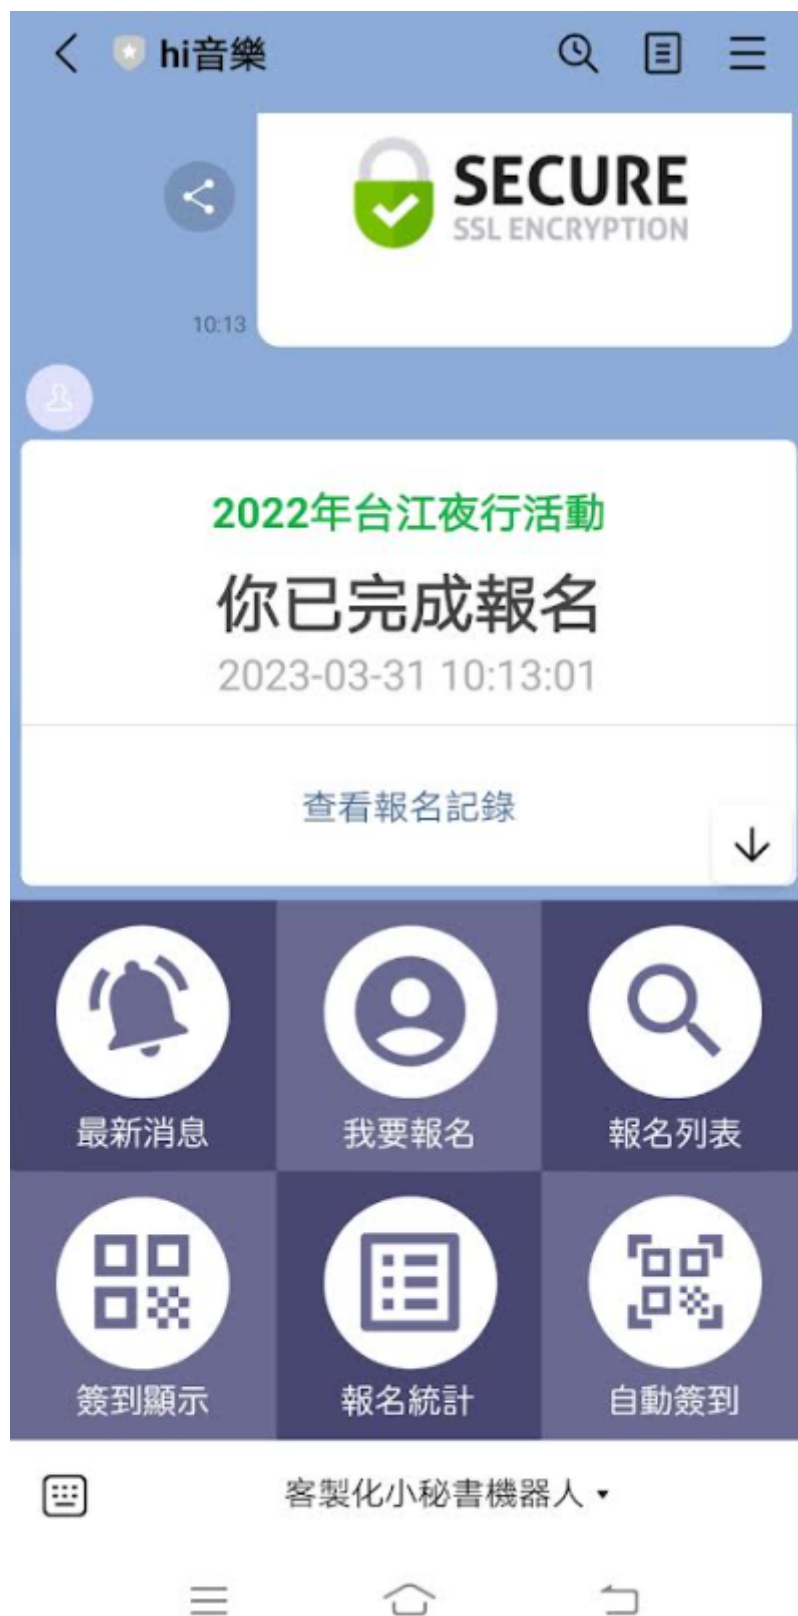 hi音樂
SECURE
SSL ENCRYPTION
10:13
2022年台江夜行活動
你已完成報名
2023-03-31 10:13:01
查看報名記錄
最新消息
我要報名
報名列表
簽到顯示
報名統計
自動簽到
客製化小秘書機器人